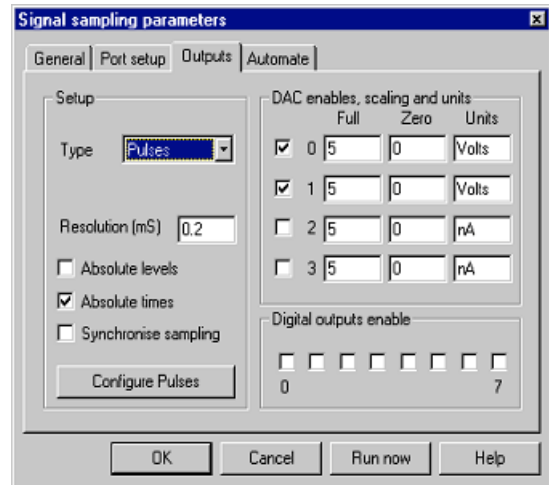 Signal sampling parameters
General Port setup Outputs Automate
Setup
Type Pulses
Resolution (mS) 0.2
Absolute levels
Absolute times
Synchronise sampling
Configure Pulses
DAC enables, scaling and units
Full Zero Units
0 5 0 Volts
1 5 0 Volts
2 5 0 nA
3 5 0 nA
Digital outputs enable
0 7
OK Cancel Run now Help